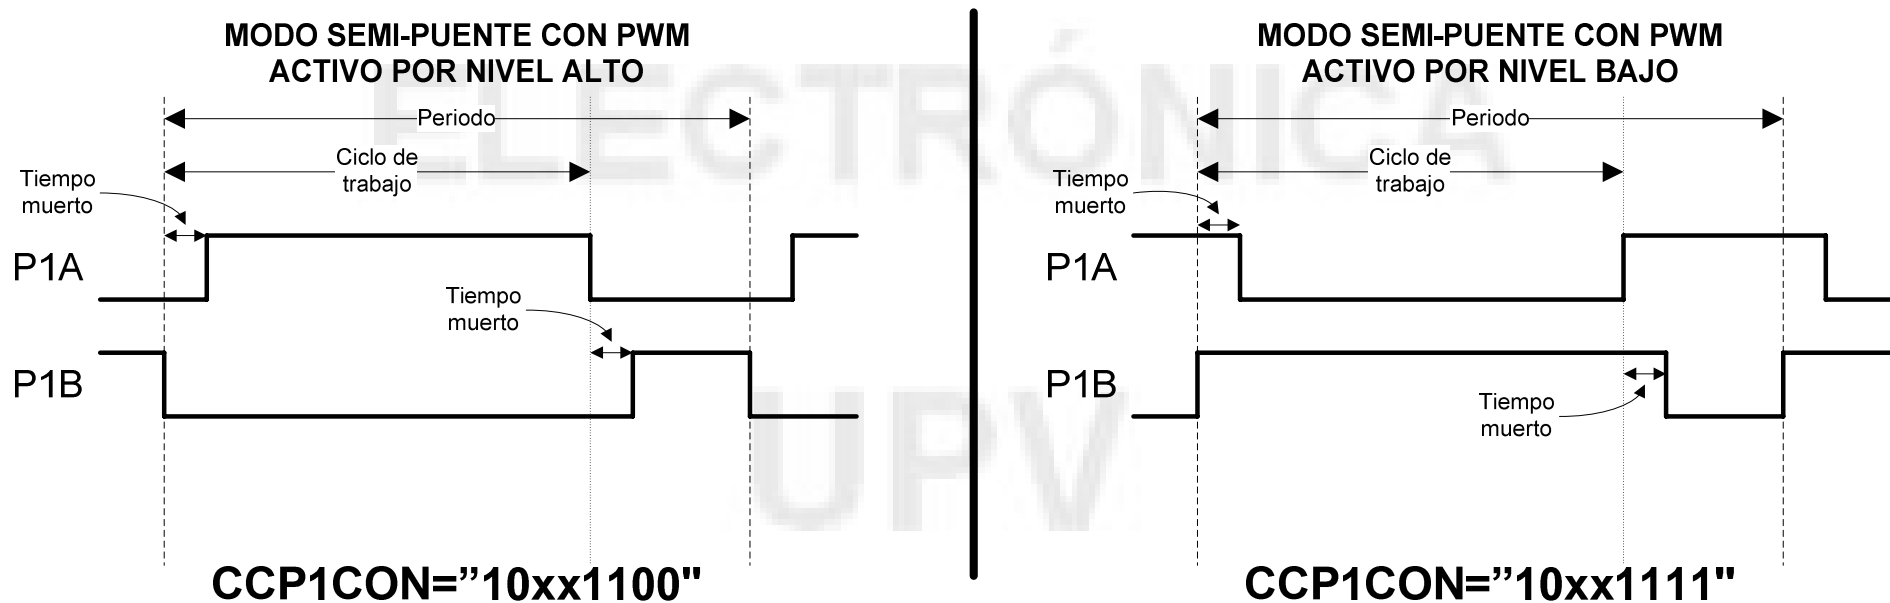 MODO SEMI-PUENTE CON PWM
ACTIVO POR NIVEL ALTO
Periodo
Ciclo de
trabajo
Tiempo
muerto
P1A
Tiempo
muerto
P1B
CCP1CON=”10xx1100"
MODO SEMI-PUENTE CON PWM
ACTIVO POR NIVEL BAJO
Periodo
Ciclo de
trabajo
Tiempo
muerto
P1A
P1B
Tiempo
muerto
CCP1CON=”10xx1111"
ELECTRÓNICA
UPV